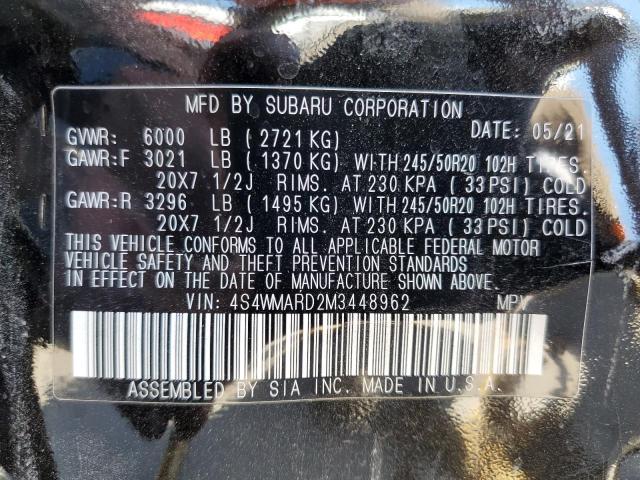 MFD BY SUBARU CORPORATION
GVWR: 6000 LB (2721 KG) DATE: 05/21
GAWR:F 3021 LB (1370 KG) WITH 245/50R20 102H TIRES.
20X7 1/2J RIMS. AT 230 KPA (33 PSI) COLD
GAWR:R 3296 LB (1495 KG) WITH 245/50R20 102H TIRES.
20X7 1/2J RIMS. AT 230 KPA (33 PSI) COLD
THIS VEHICLE CONFORMS TO ALL APPLICABLE FEDERAL MOTOR
VEHICLE SAFETY AND THEFT PREVENTION STANDARDS
IN EFFECT ON THE DATE OF MANUFACTURE SHOWN ABOVE.
VIN: 4S4WMARD2M3448962 MPV
ASSEMBLED BY SIA INC. MADE IN U.S.A.